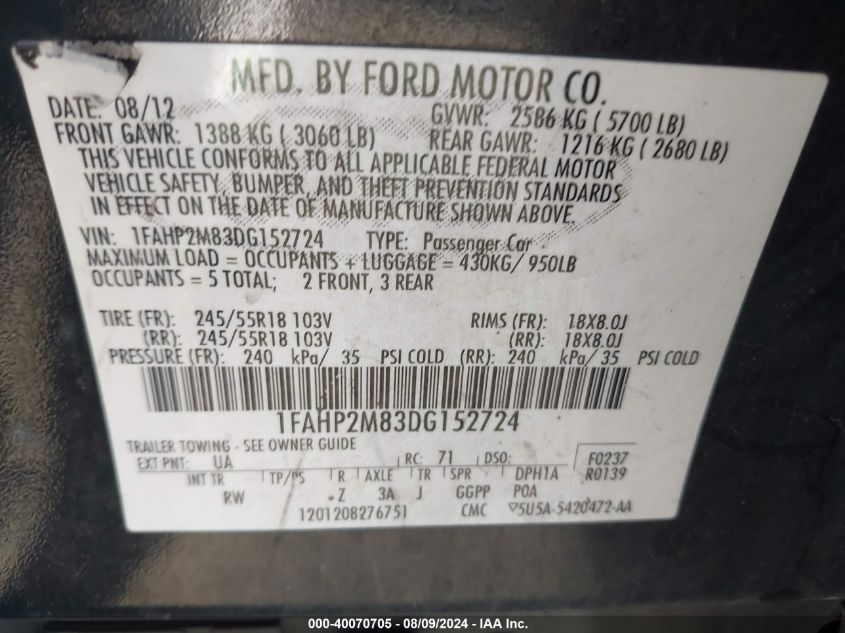 MFD. BY FORD MOTOR CO.
DATE: 08/12 GVWR: 2586 KG ( 5700 LB)
FRONT GAWR: 1388 KG ( 3060 LB) REAR GAWR: 1216 KG ( 2680 LB)
THIS VEHICLE CONFORMS TO ALL APPLICABLE FEDERAL MOTOR
VEHICLE SAFETY, BUMPER, AND THEFT PREVENTION STANDARDS
IN EFFECT ON THE DATE OF MANUFACTURE SHOWN ABOVE.
VIN: 1FAHP2M83DG152724 TYPE: Passenger Car
MAXIMUM LOAD = OCCUPANTS + LUGGAGE = 430KG/ 950LB
OCCUPANTS = 5 TOTAL; 2 FRONT, 3 REAR
TIRE (FR): 245/55R18 103V RIMS (FR): 18X8.0J
(RR): 245/55R18 103V (RR): 18X8.0J
PRESSURE (FR): 240 kPa/ 35 PSI COLD (RR): 240 kPa/ 35 PSI COLD
1FAHP2M83DG152724
TRAILER TOWING - SEE OWNER GUIDE
EXT PNT: UA RC: 71 DSO: F0237
INT TR TP/PS R AXLE TR SPR DPH1A R0139
RW Z 3A J GGPP POA
1201208276751 CMC ▽5U5A-5420472-AA
000-40070705 - 08/09/2024 - IAA Inc.